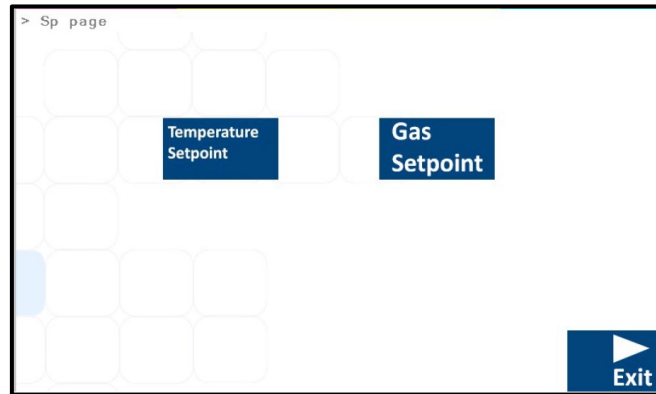 > Sp page
Temperature
Setpoint
Gas
Setpoint
Exit